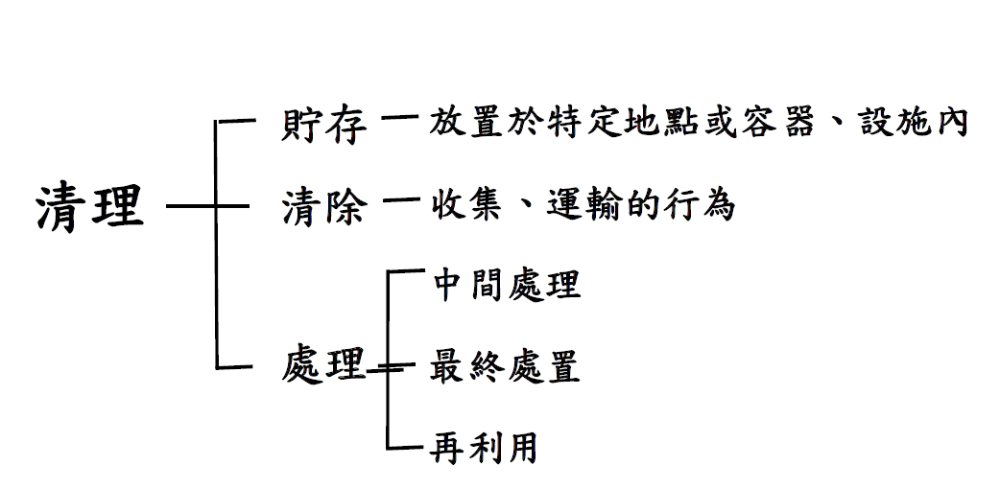 清理
貯存 — 放置於特定地點或容器、設施內
清除 — 收集、運輸的行為
處理
中間處理
最終處置
再利用